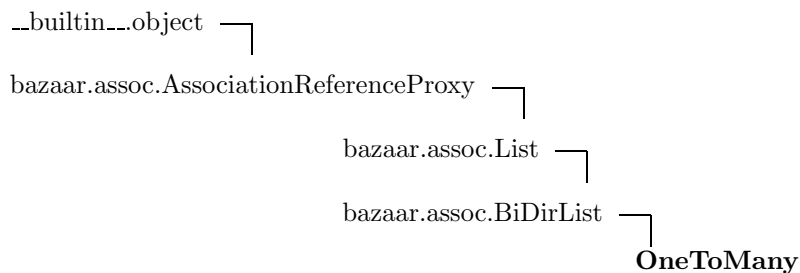 __builtin__.object
bazaar.assoc.AssociationReferenceProxy
bazaar.assoc.List
bazaar.assoc.BiDirList
OneToMany